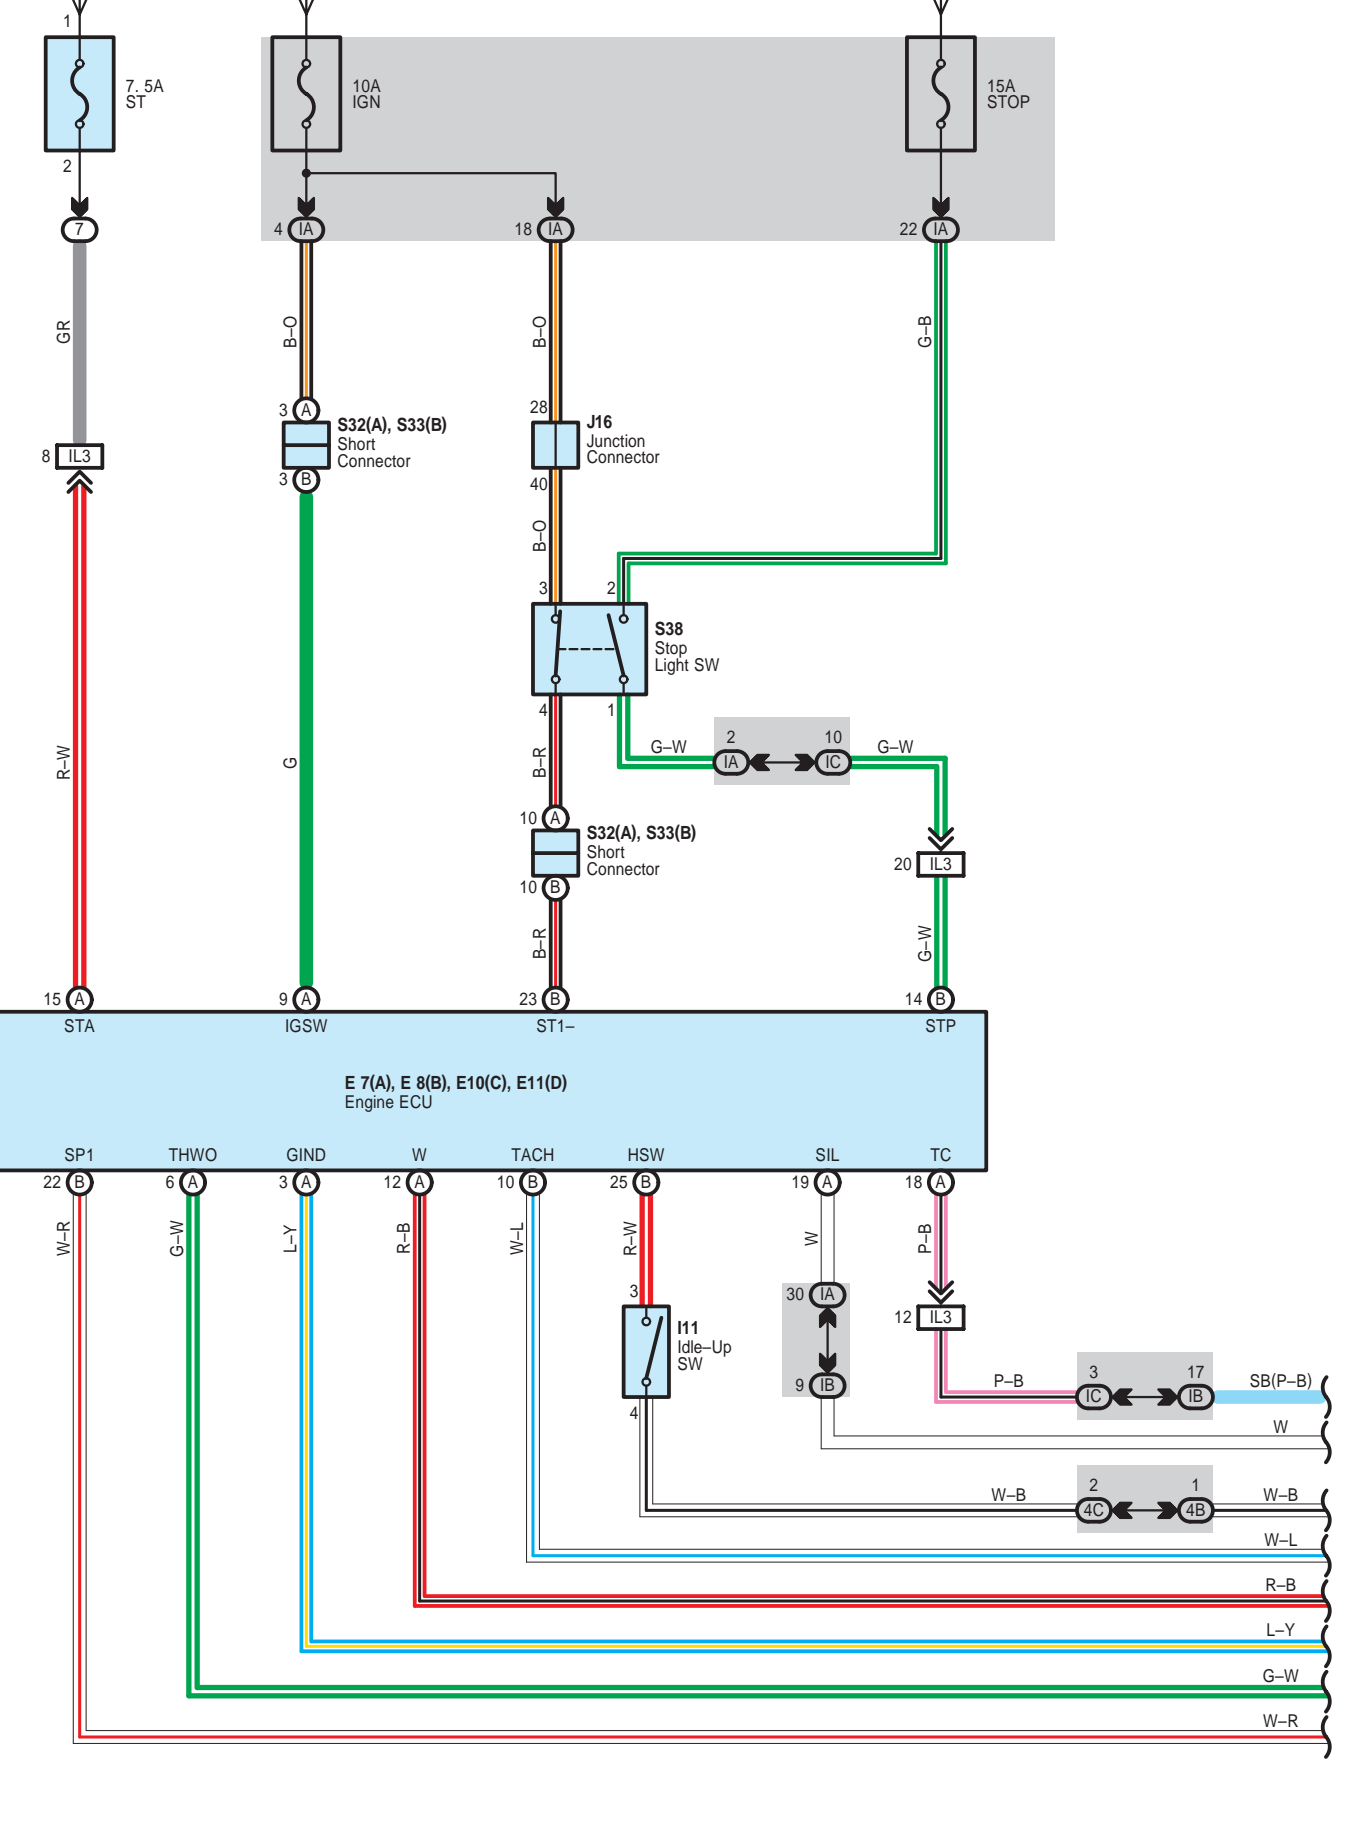 1
7. 5A
ST
10A
IGN
15A
STOP
2
7
4 IA
18 IA
22 IA
GR
B–O
B–O
G–B
3 A
S32(A), S33(B)
Short
Connector
3 B
28
J16
Junction
Connector
40
8 IL3
B–O
3
2
S38
Stop
Light SW
4
1
R–W
G
B–R
G–W
2
IA
10
IC
G–W
10 A
S32(A), S33(B)
Short
Connector
10 B
20 IL3
B–R
G–W
15 A
9 A
23 B
14 B
STA
IGSW
ST1–
STP
E 7(A), E 8(B), E10(C), E11(D)
Engine ECU
SP1
THWO
GIND
W
TACH
HSW
SIL
TC
22 B
6 A
3 A
12 A
10 B
25 B
19 A
18 A
W–R
G–W
L–Y
R–B
W–L
R–W
W
P–B
3
I11
Idle–Up
SW
4
30 IA
9 IB
12 IL3
P–B
3
IC
17
IB
SB(P–B)
W
W–B
2
4C
1
4B
W–B
W–L
R–B
L–Y
G–W
W–R